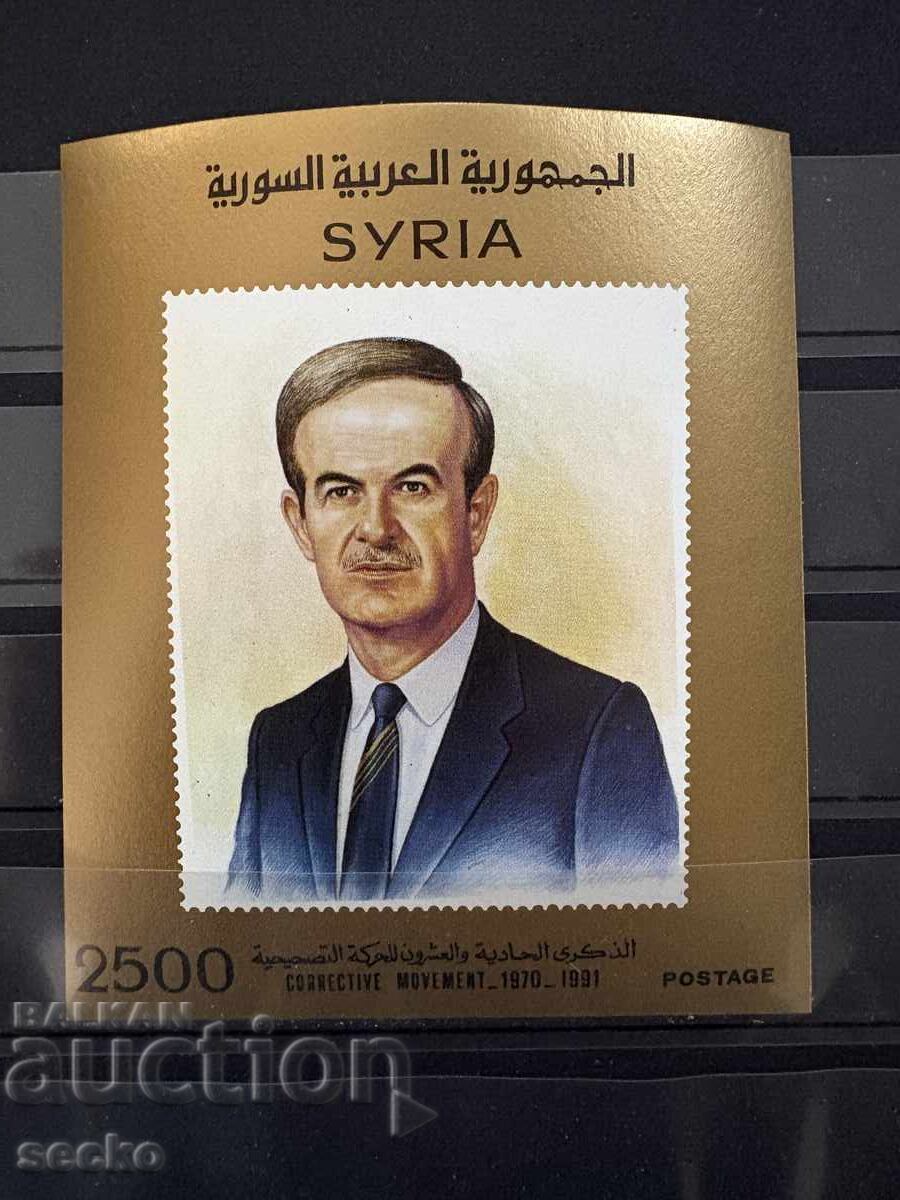 الجمهورية العربية السورية
SYRIA
2500
الذكرى الحادية والعشرون للحركة التصحيحية
CORRECTIVE MOVEMENT_1970_1991
POSTAGE
BALKAN
auction
secko